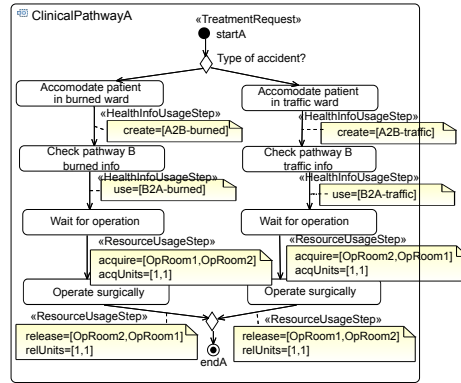 ClinicalPathwayA
«TreatmentRequest»
startA
Type of accident?
Accomodate patient
in burned ward
Accomodate patient
in traffic ward
«HealthInfoUsageStep»
create=[A2B-burned]
«HealthInfoUsageStep»
create=[A2B-traffic]
Check pathway B
burned info
Check pathway B
traffic info
«HealthInfoUsageStep»
use=[B2A-burned]
«HealthInfoUsageStep»
use=[B2A-traffic]
Wait for operation
Wait for operation
«ResourceUsageStep»
acquire=[OpRoom1,OpRoom2]
acqUnits=[1,1]
«ResourceUsageStep»
acquire=[OpRoom2,OpRoom1]
acqUnits=[1,1]
Operate surgically
Operate surgically
«ResourceUsageStep»
release=[OpRoom2,OpRoom1]
relUnits=[1,1]
«ResourceUsageStep»
release=[OpRoom1,OpRoom2]
relUnits=[1,1]
endA